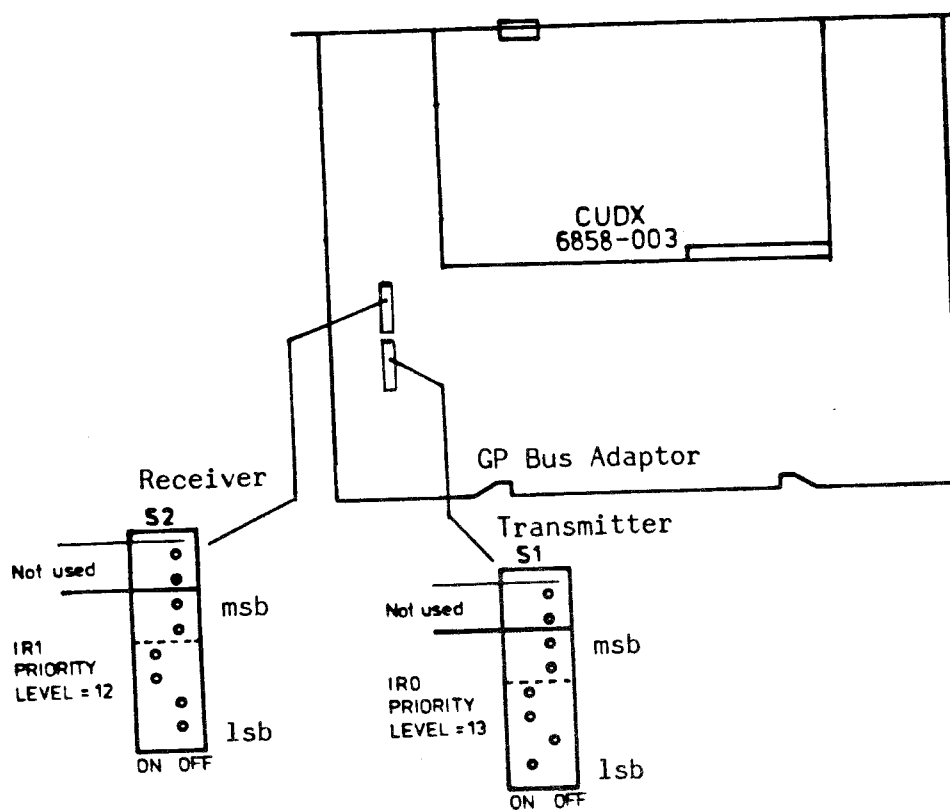 CUDX
6858-003
GP Bus Adaptor
Receiver
S2
Not used
msb
IR1
PRIORITY
LEVEL = 12
lsb
ON OFF
Transmitter
S1
Not used
msb
IR0
PRIORITY
LEVEL = 13
lsb
ON OFF